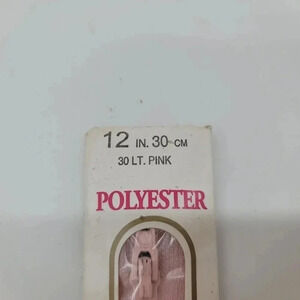 12 IN. 30 CM
30 LT. PINK
POLYESTER